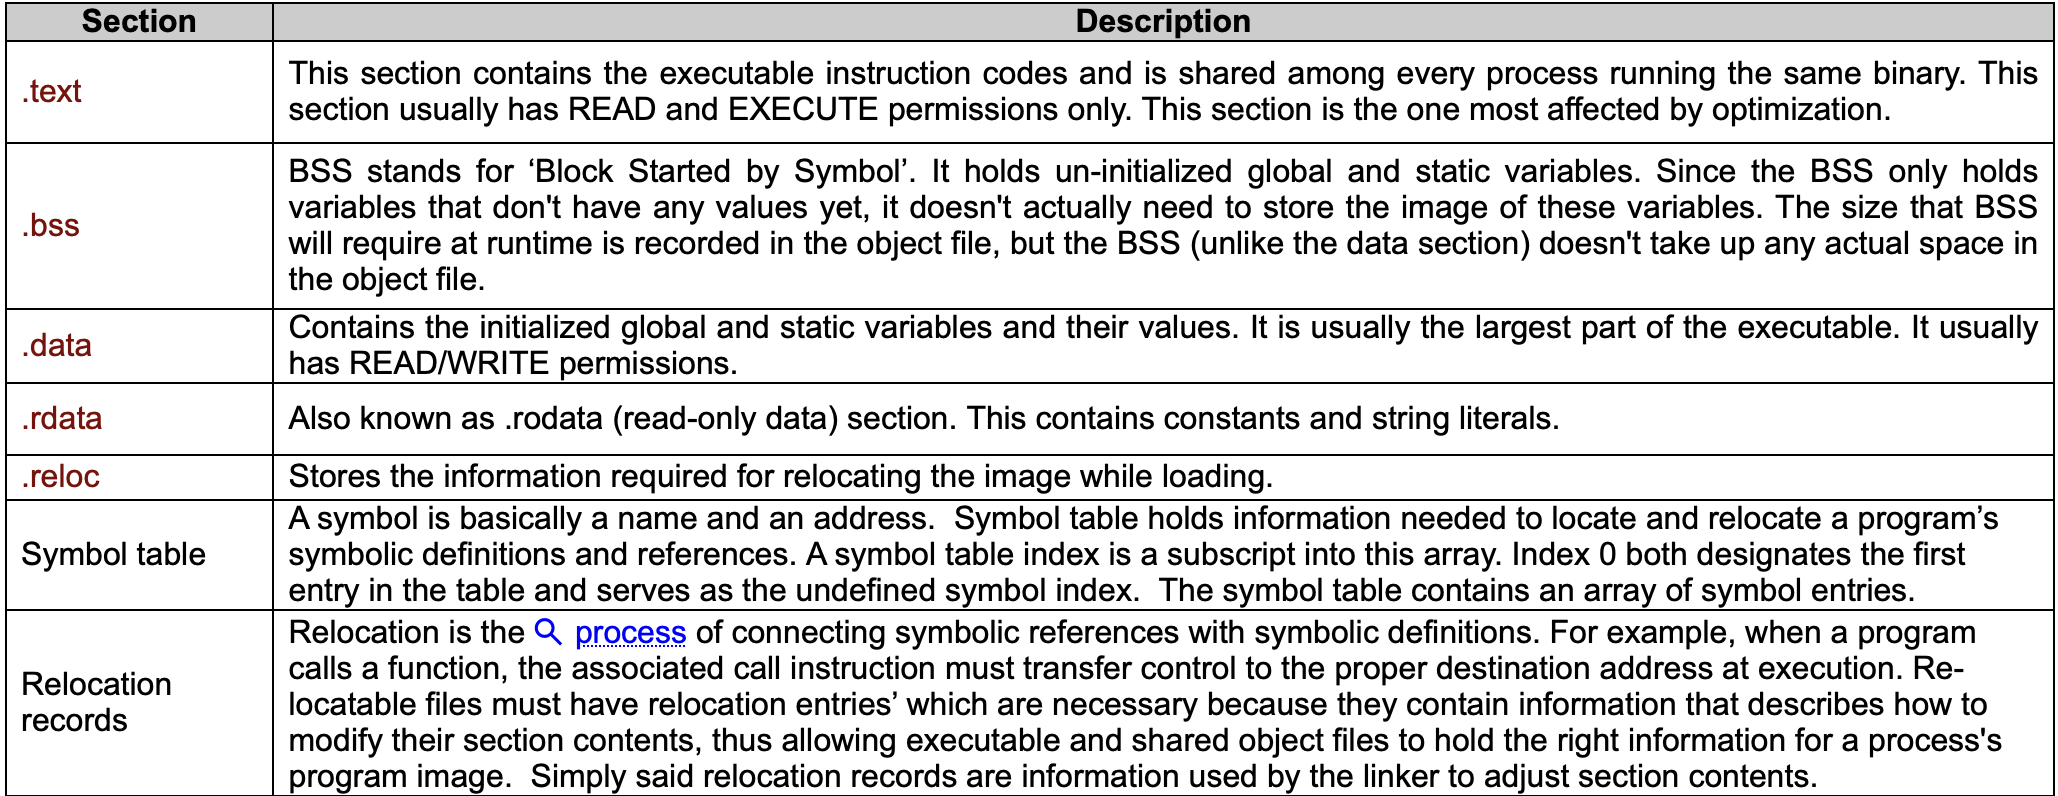 Section
Description
.text
This section contains the executable instruction codes and is shared among every process running the same binary. This
section usually has READ and EXECUTE permissions only. This section is the one most affected by optimization.
.bss
BSS stands for ‘Block Started by Symbol’. It holds un-initialized global and static variables. Since the BSS only holds
variables that don't have any values yet, it doesn't actually need to store the image of these variables. The size that BSS
will require at runtime is recorded in the object file, but the BSS (unlike the data section) doesn't take up any actual space in
the object file.
.data
Contains the initialized global and static variables and their values. It is usually the largest part of the executable. It usually
has READ/WRITE permissions.
.rdata
Also known as .rodata (read-only data) section. This contains constants and string literals.
.reloc
Stores the information required for relocating the image while loading.
Symbol table
A symbol is basically a name and an address.  Symbol table holds information needed to locate and relocate a program’s
symbolic definitions and references. A symbol table index is a subscript into this array. Index 0 both designates the first
entry in the table and serves as the undefined symbol index.  The symbol table contains an array of symbol entries.
Relocation
records
Relocation is the process of connecting symbolic references with symbolic definitions. For example, when a program
calls a function, the associated call instruction must transfer control to the proper destination address at execution. Re-
locatable files must have relocation entries’ which are necessary because they contain information that describes how to
modify their section contents, thus allowing executable and shared object files to hold the right information for a process's
program image.  Simply said relocation records are information used by the linker to adjust section contents.